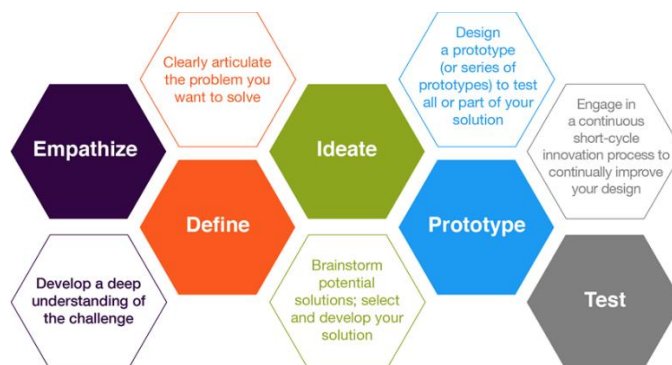 Empathize
Develop a deep
understanding of
the challenge
Clearly articulate
the problem you
want to solve
Define
Ideate
Brainstorm
potential
solutions; select
and develop your
solution
Design
a prototype
(or series of
prototypes) to test
all or part of your
solution
Prototype
Engage in
a continuous
short-cycle
innovation process to
continually improve
your design
Test